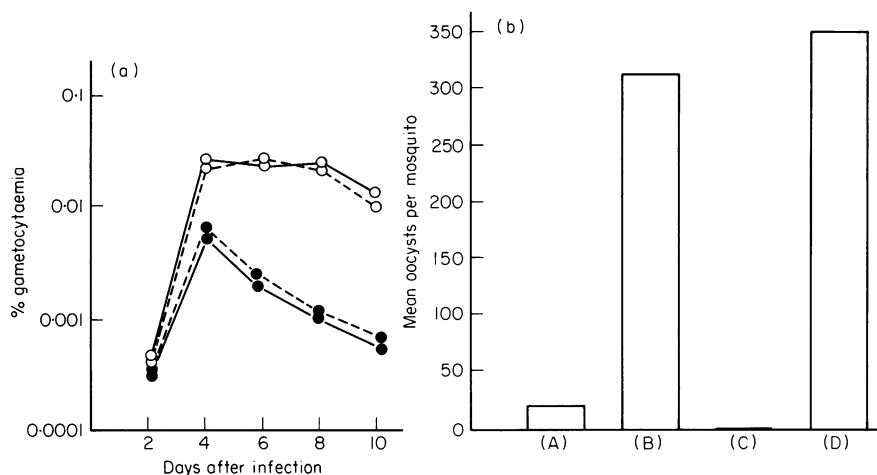 (a)
0·1
0·01
0·001
0·0001
% gametocytaemia
2 4 6 8 10
Days after infection
(b)
350
300
250
200
150
100
50
0
Mean oocysts per mosquito
(A) (B) (C) (D)